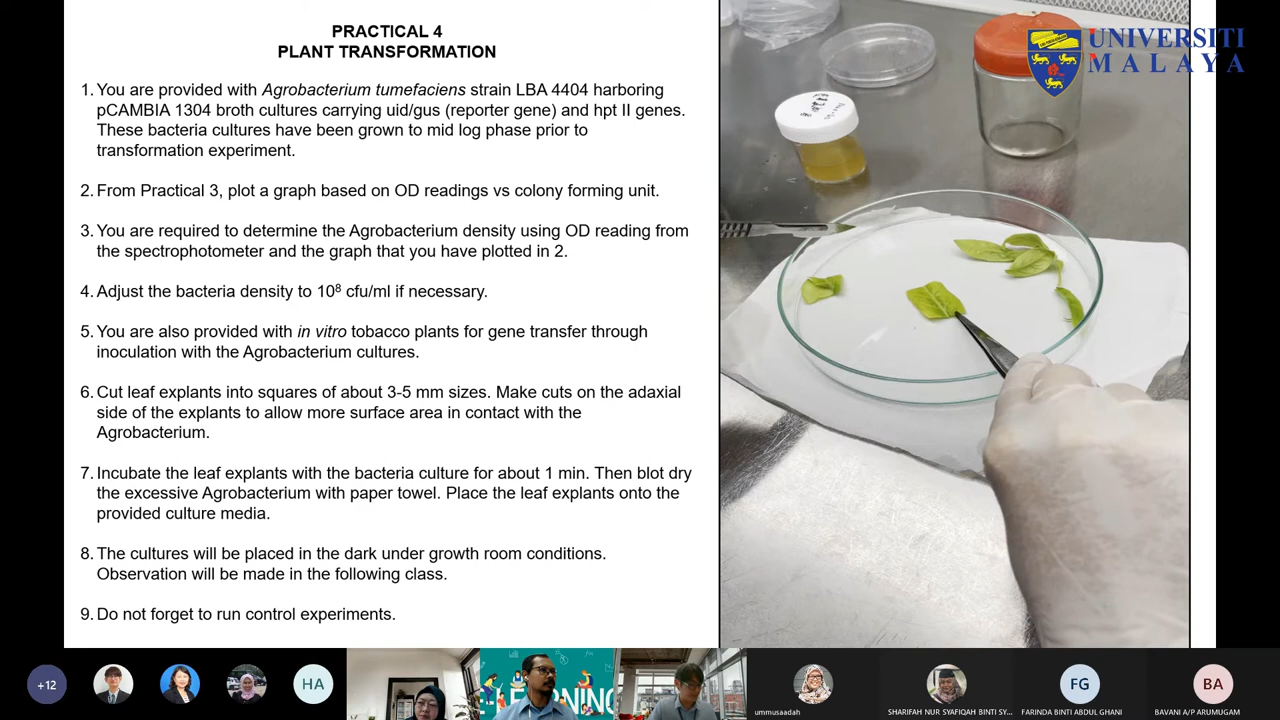 PRACTICAL 4
PLANT TRANSFORMATION
1. You are provided with Agrobacterium tumefaciens strain LBA 4404 harboring
pCAMBIA 1304 broth cultures carrying uid/gus (reporter gene) and hpt II genes.
These bacteria cultures have been grown to mid log phase prior to
transformation experiment.
2. From Practical 3, plot a graph based on OD readings vs colony forming unit.
3. You are required to determine the Agrobacterium density using OD reading from
the spectrophotometer and the graph that you have plotted in 2.
4. Adjust the bacteria density to 10⁸ cfu/ml if necessary.
5. You are also provided with in vitro tobacco plants for gene transfer through
inoculation with the Agrobacterium cultures.
6. Cut leaf explants into squares of about 3-5 mm sizes. Make cuts on the adaxial
side of the explants to allow more surface area in contact with the
Agrobacterium.
7. Incubate the leaf explants with the bacteria culture for about 1 min. Then blot dry
the excessive Agrobacterium with paper towel. Place the leaf explants onto the
provided culture media.
8. The cultures will be placed in the dark under growth room conditions.
Observation will be made in the following class.
9. Do not forget to run control experiments.
UNIVERSITI
MALAYA
+12
HA
LEARNING
ummusaadah
SHARIFAH NUR SYAFIQAH BINTI SY...
FG
FARINDA BINTI ABDUL GHANI
BA
BAVANI A/P ARUMUGAM